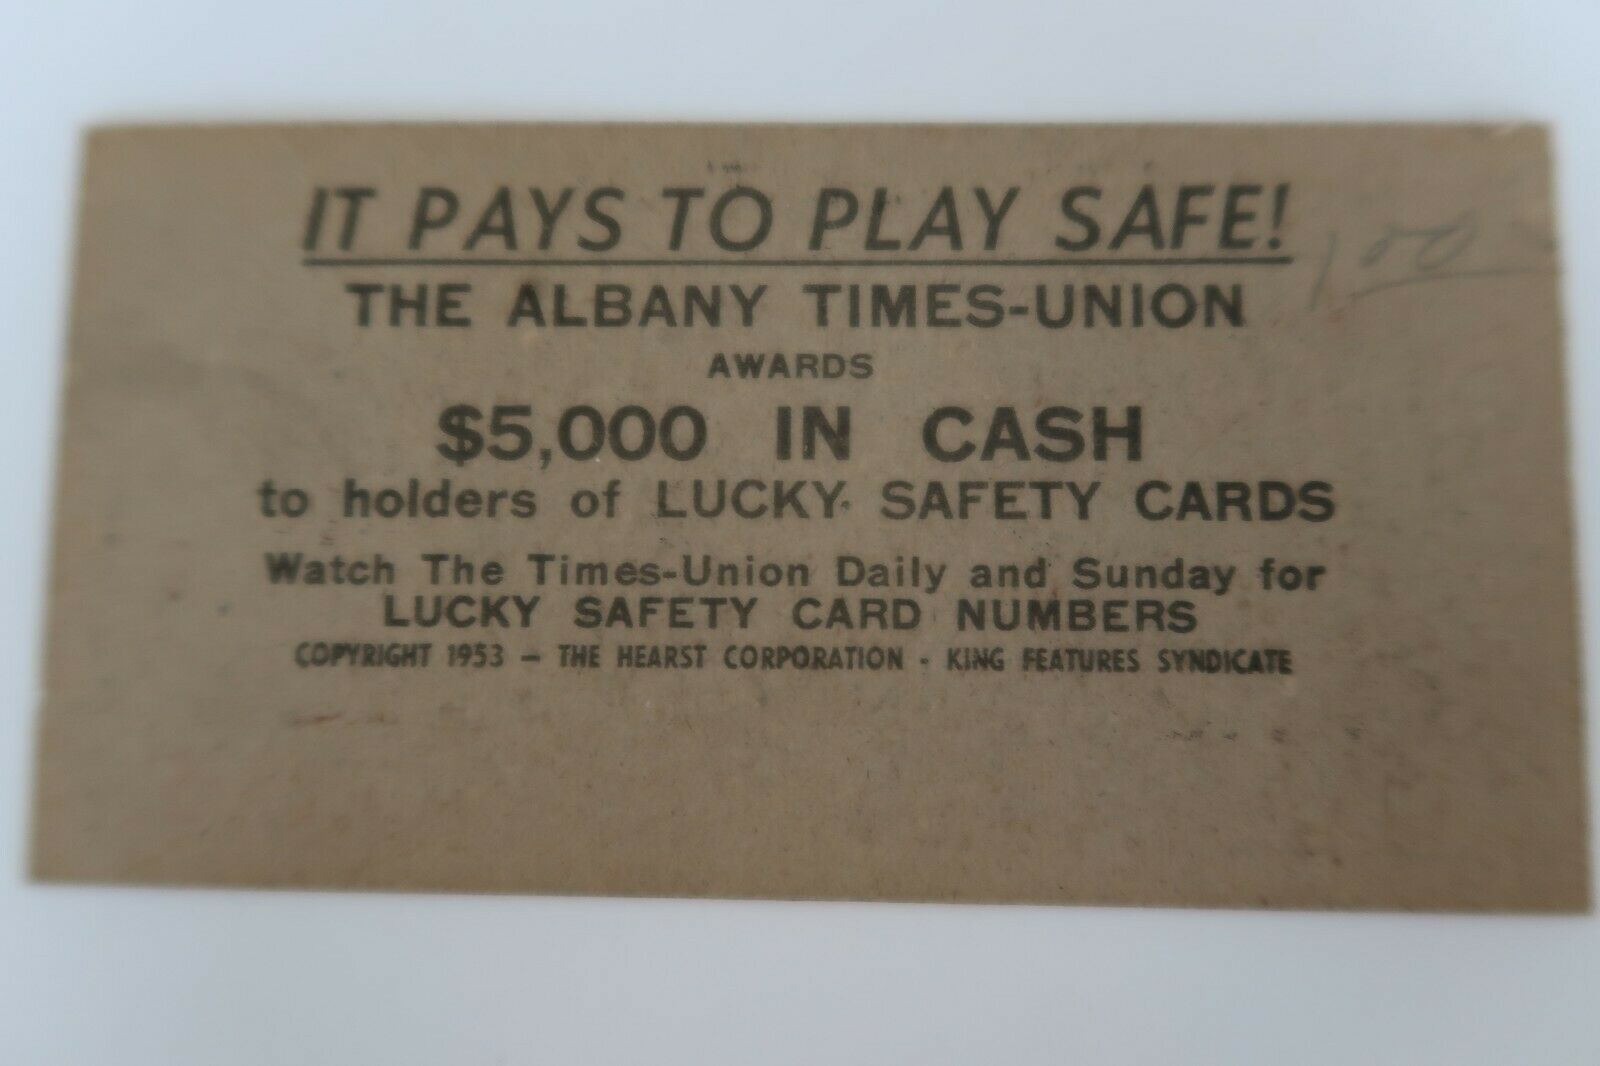 IT PAYS TO PLAY SAFE!
100
THE ALBANY TIMES-UNION
AWARDS
$5,000 IN CASH
to holders of LUCKY SAFETY CARDS
Watch The Times-Union Daily and Sunday for
LUCKY SAFETY CARD NUMBERS
COPYRIGHT 1953 — THE HEARST CORPORATION · KING FEATURES SYNDICATE